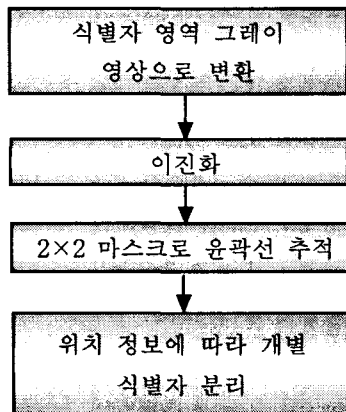 식별자 영역 그레이
영상으로 변환
이진화
2×2 마스크로 윤곽선 추적
위치 정보에 따라 개별
식별자 분리